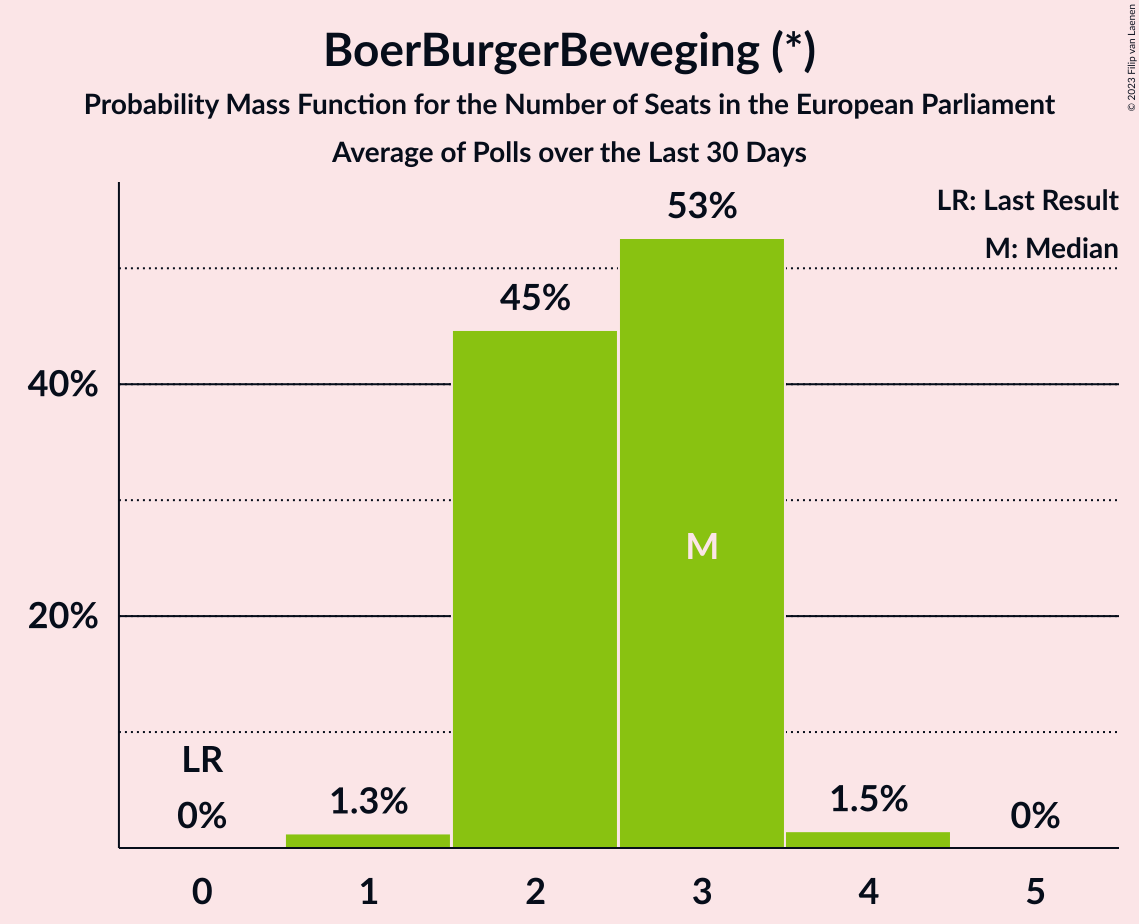 BoerBurgerBeweging (*)
Probability Mass Function for the Number of Seats in the European Parliament
Average of Polls over the Last 30 Days
© 2023 Filip van Laenen
LR: Last Result
M: Median
53%
45%
40%
M
20%
LR
0%
1.3%
1.5%
0%
0 1 2 3 4 5